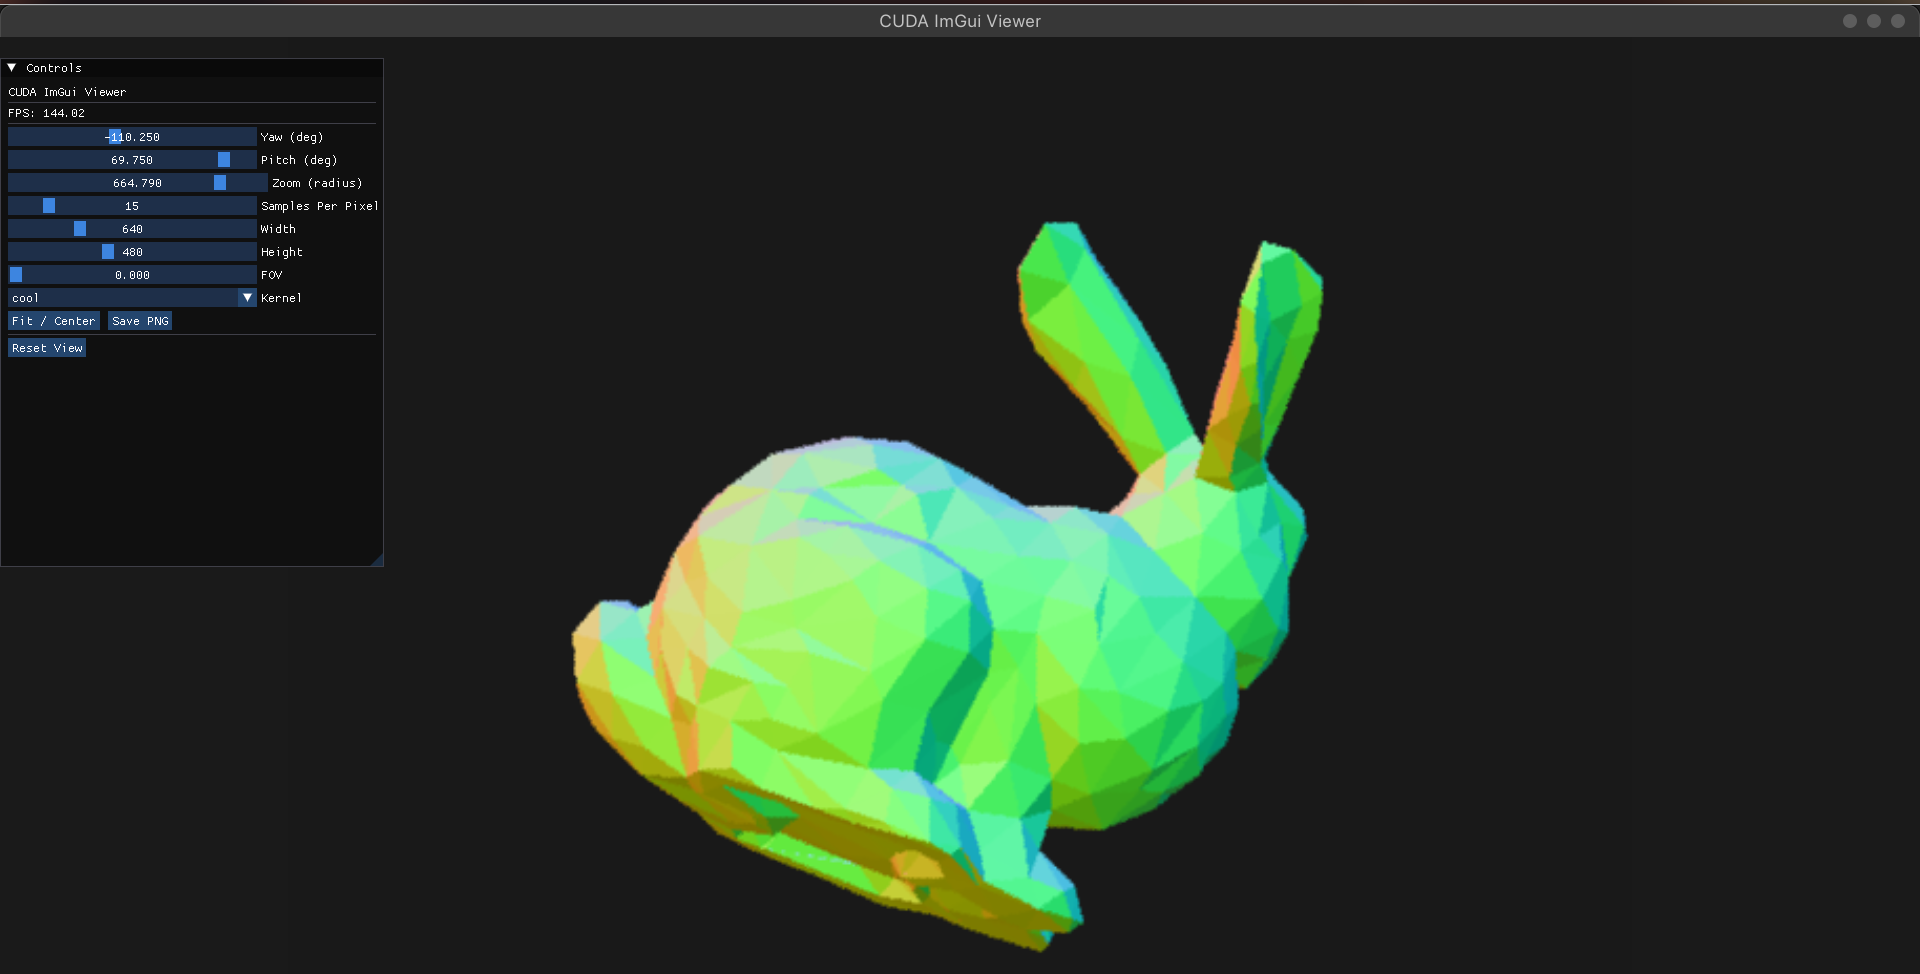 CUDA ImGui Viewer
Controls
CUDA ImGui Viewer
FPS: 144.02
-110.250 Yaw (deg)
69.750 Pitch (deg)
664.790 Zoom (radius)
15 Samples Per Pixel
640 Width
480 Height
0.000 FOV
cool Kernel
Fit / Center Save PNG
Reset View